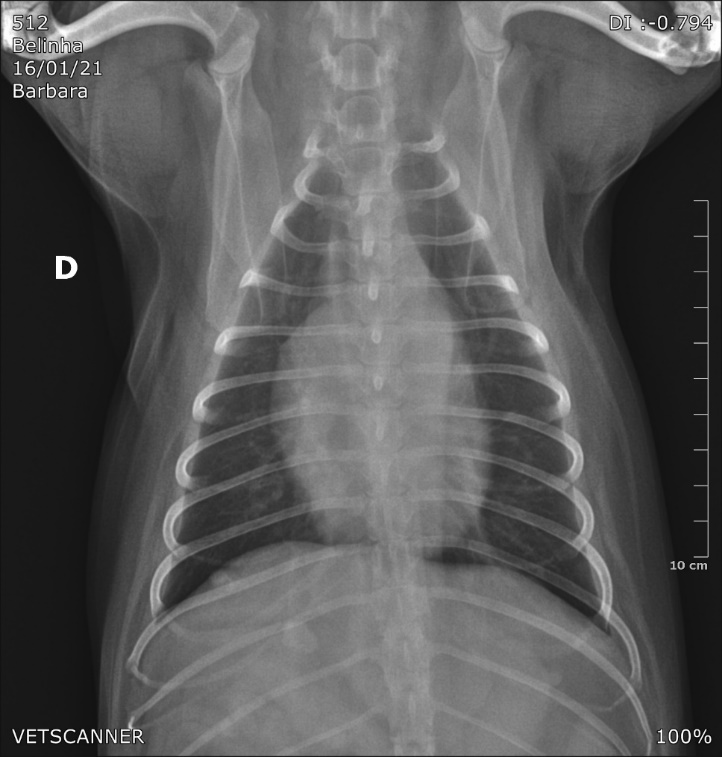 512
Belinha
16/01/21
Barbara
DI :-0.794
D
10 cm
VETSCANNER
100%